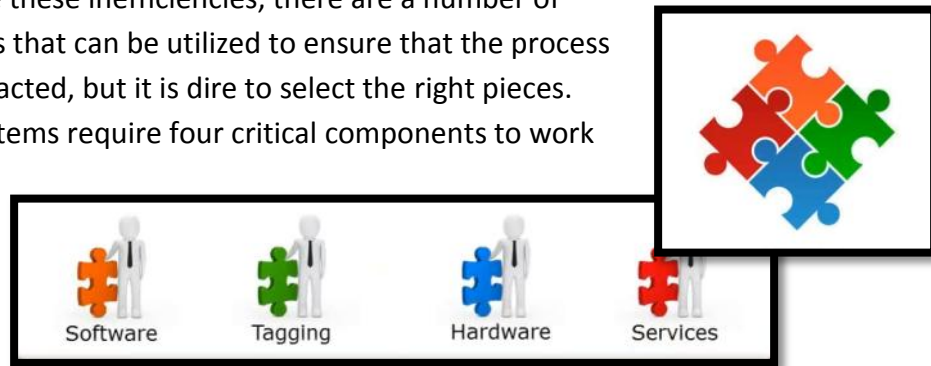 these inefficiencies, there are a number of
s that can be utilized to ensure that the process
acted, but it is dire to select the right pieces.
tems require four critical components to work
Software Tagging Hardware Services